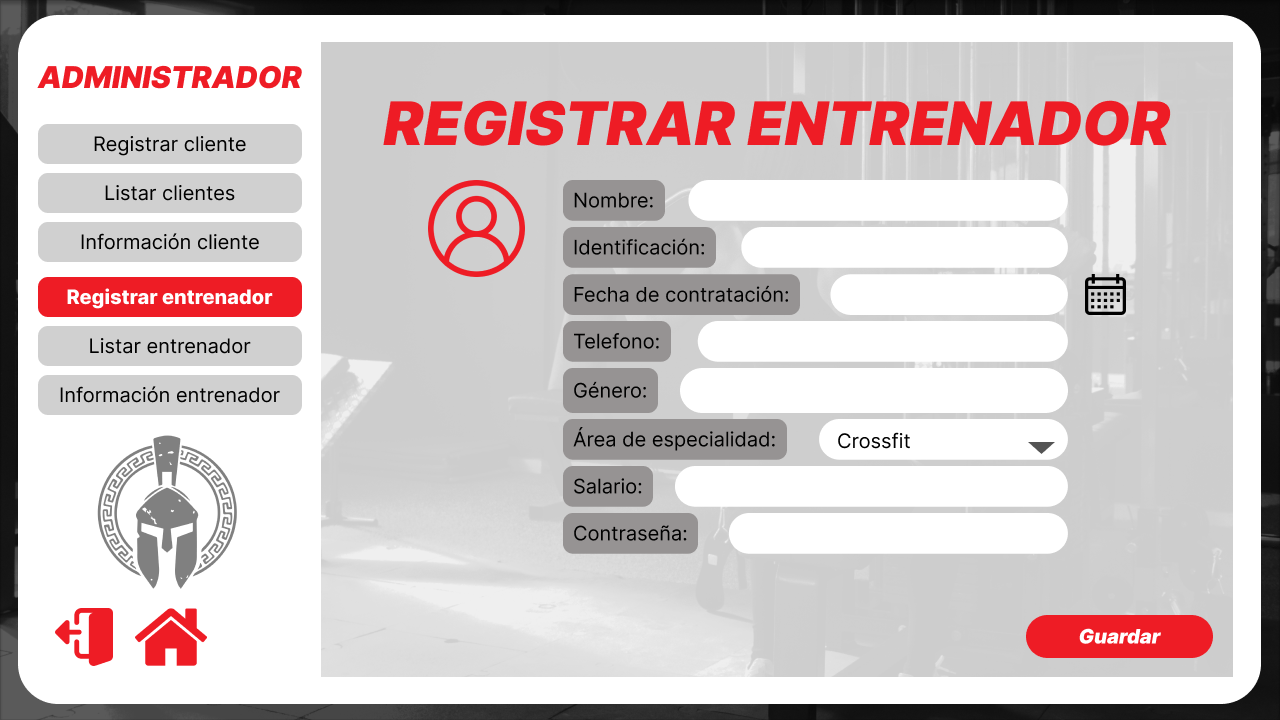 ADMINISTRADOR
Registrar cliente
Listar clientes
Información cliente
Registrar entrenador
Listar entrenador
Información entrenador
REGISTRAR ENTRENADOR
Nombre:
Identificación:
Fecha de contratación:
Telefono:
Género:
Área de especialidad: Crossfit
Salario:
Contraseña:
Guardar